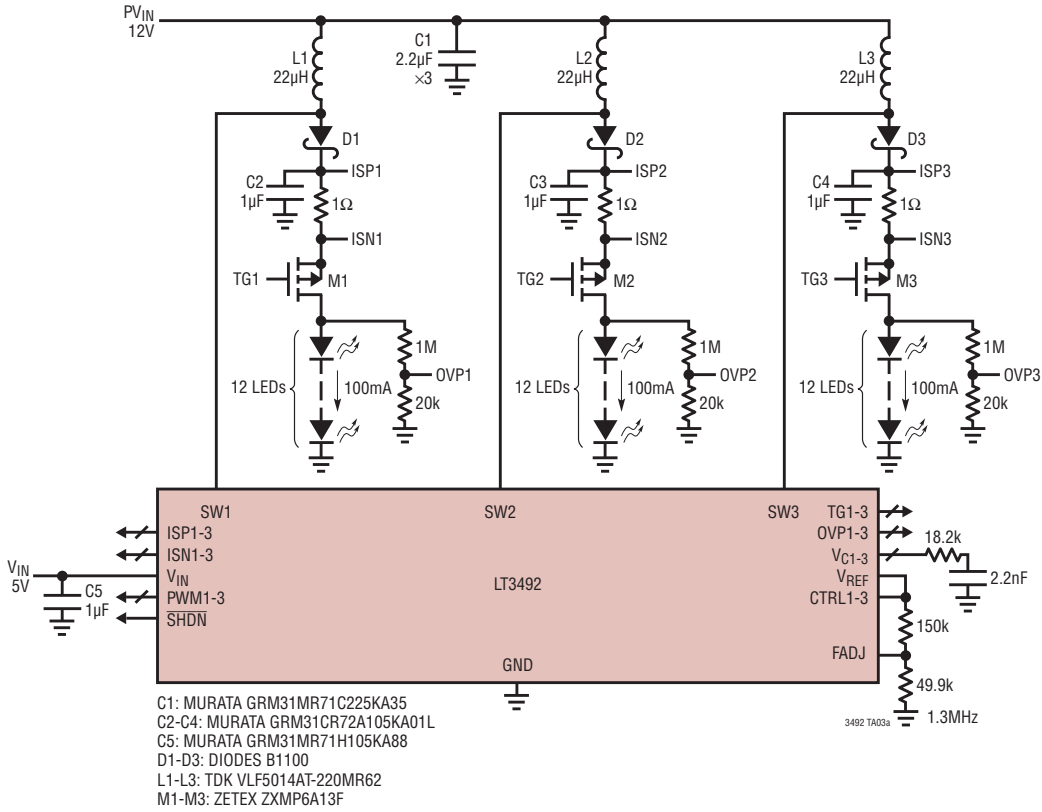 PVIN
12V
L1
22µH
C1
2.2µF
×3
L2
22µH
L3
22µH
D1
D2
D3
ISP1
ISP2
ISP3
C2
1µF
1Ω
C3
1µF
1Ω
C4
1µF
1Ω
ISN1
ISN2
ISN3
TG1
M1
TG2
M2
TG3
M3
1M
1M
1M
12 LEDs
100mA
OVP1
12 LEDs
100mA
OVP2
12 LEDs
100mA
OVP3
20k
20k
20k
SW1
SW2
SW3
ISP1-3
ISN1-3
VIN
PWM1-3
SHDN
VIN
5V
C5
1µF
LT3492
GND
TG1-3
OVP1-3
VC1-3
VREF
CTRL1-3
FADJ
18.2k
2.2nF
150k
49.9k
1.3MHz
3492 TA03a
C1: MURATA GRM31MR71C225KA35
C2-C4: MURATA GRM31CR72A105KA01L
C5: MURATA GRM31MR71H105KA88
D1-D3: DIODES B1100
L1-L3: TDK VLF5014AT-220MR62
M1-M3: ZETEX ZXMP6A13F